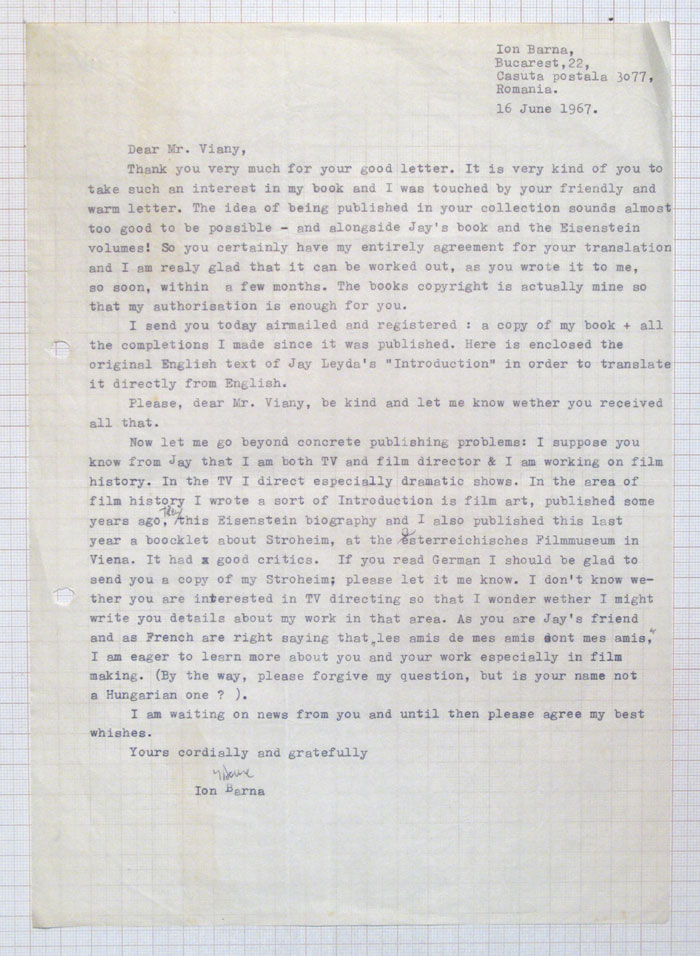 Ion Barna,
Bucarest,22,
Casuta postala 3077,
Romania.
16 June 1967.
Dear Mr. Viany,
Thank you very much for your good letter. It is very kind of you to
take such an interest in my book and I was touched by your friendly and
warm letter. The idea of being published in your collection sounds almost
too good to be possible - and alongside Jay's book and the Eisenstein
volumes! So you certainly have my entirely agreement for your translation
and I am realy glad that it can be worked out, as you wrote it to me,
so soon, within a few months. The books copyright is actually mine so
that my authorisation is enough for you.
I send you today airmailed and registered : a copy of my book + all
the completions I made since it was published. Here is enclosed the
original English text of Jay Leyda's "Introduction" in order to translate
it directly from English.
Please, dear Mr. Viany, be kind and let me know wether you received
all that.
Now let me go beyond concrete publishing problems: I suppose you
know from Jay that I am both TV and film director & I am working on film
history. In the TV I direct especially dramatic shows. In the area of
film history I wrote a sort of Introduction is film art, published some
years ago, then this Eisenstein biography and I also published this last
year a boocklet about Stroheim, at the Österreichisches Filmmuseum in
Viena. It had good critics. If you read German I should be glad to
send you a copy of my Stroheim; please let it me know. I don't know we-
ther you are interested in TV directing so that I wonder wether I might
write you details about my work in that area. As you are Jay's friend
and as French are right saying that „les amis de mes amis sont mes amis,"
I am eager to learn more about you and your work especially in film
making. (By the way, please forgive my question, but is your name not
a Hungarian one ? ).
I am waiting on news from you and until then please agree my best
whishes.
Yours cordially and gratefully
Ion Barna